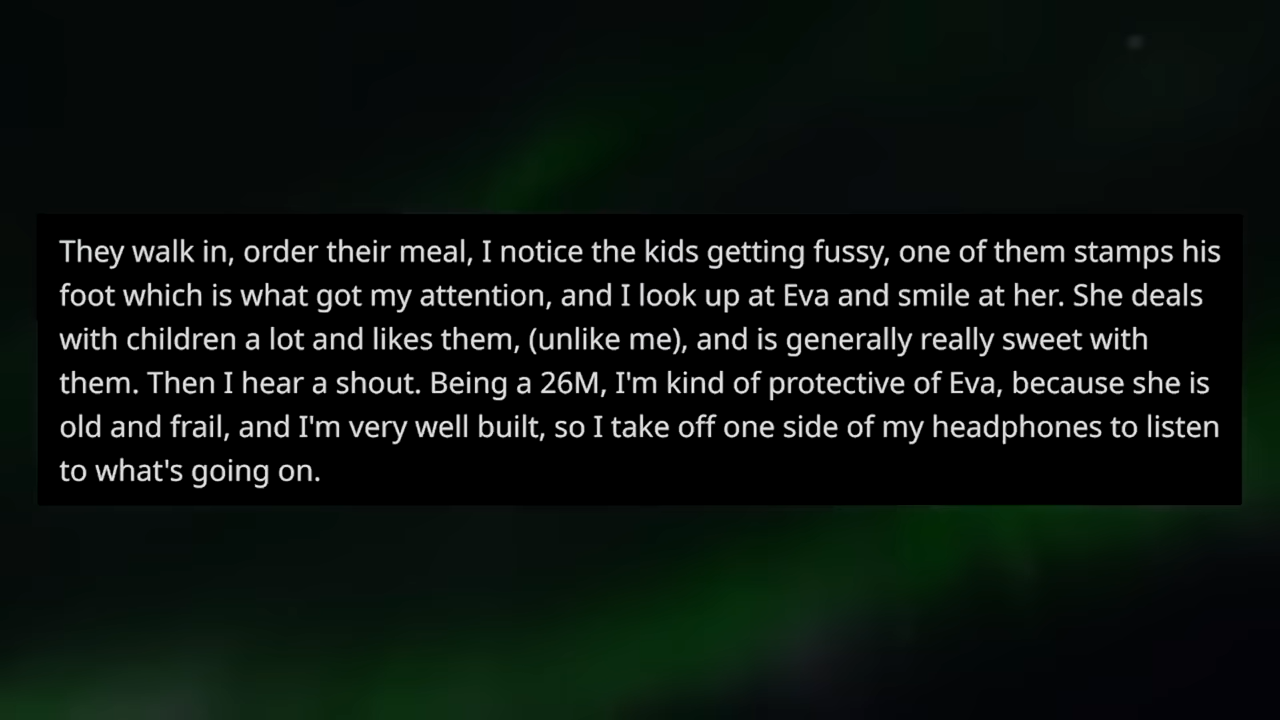 They walk in, order their meal, I notice the kids getting fussy, one of them stamps his
foot which is what got my attention, and I look up at Eva and smile at her. She deals
with children a lot and likes them, (unlike me), and is generally really sweet with
them. Then I hear a shout. Being a 26M, I'm kind of protective of Eva, because she is
old and frail, and I'm very well built, so I take off one side of my headphones to listen
to what's going on.